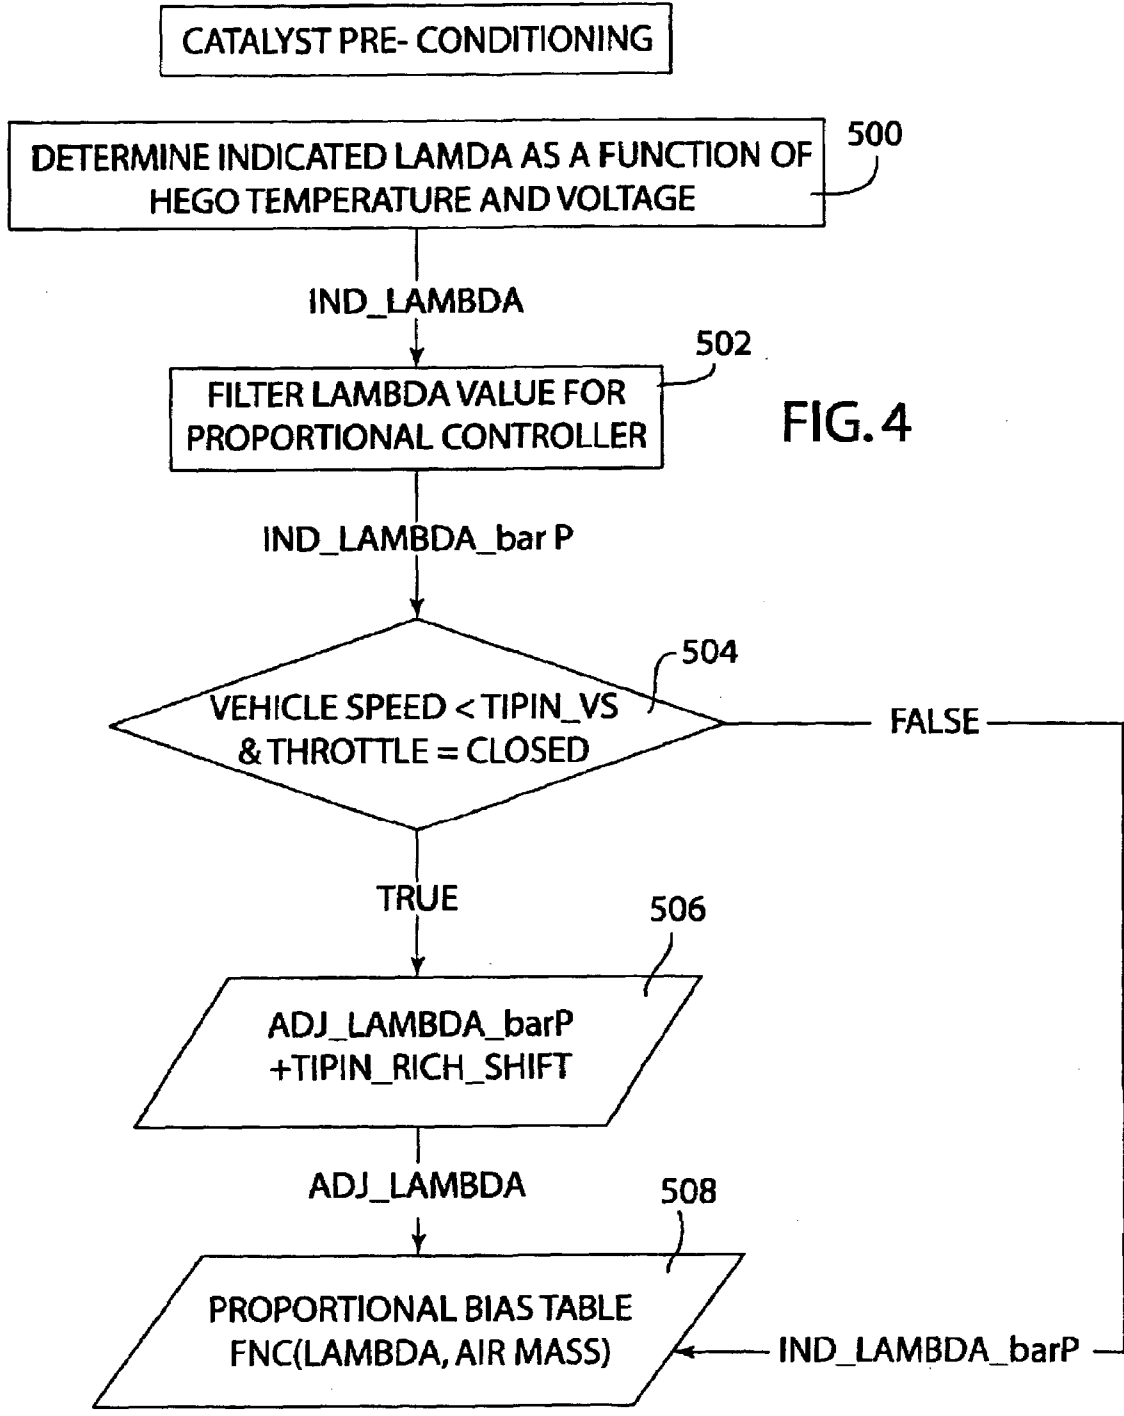 CATALYST PRE- CONDITIONING
500
DETERMINE INDICATED LAMDA AS A FUNCTION OF
HEGO TEMPERATURE AND VOLTAGE
IND_LAMBDA
502
FILTER LAMBDA VALUE FOR
PROPORTIONAL CONTROLLER
FIG. 4
IND_LAMBDA_bar P
504
VEHICLE SPEED < TIPIN_VS
& THROTTLE = CLOSED
FALSE
TRUE
506
ADJ_LAMBDA_barP
+TIPIN_RICH_SHIFT
ADJ_LAMBDA
508
PROPORTIONAL BIAS TABLE
FNC(LAMBDA, AIR MASS)
IND_LAMBDA_barP